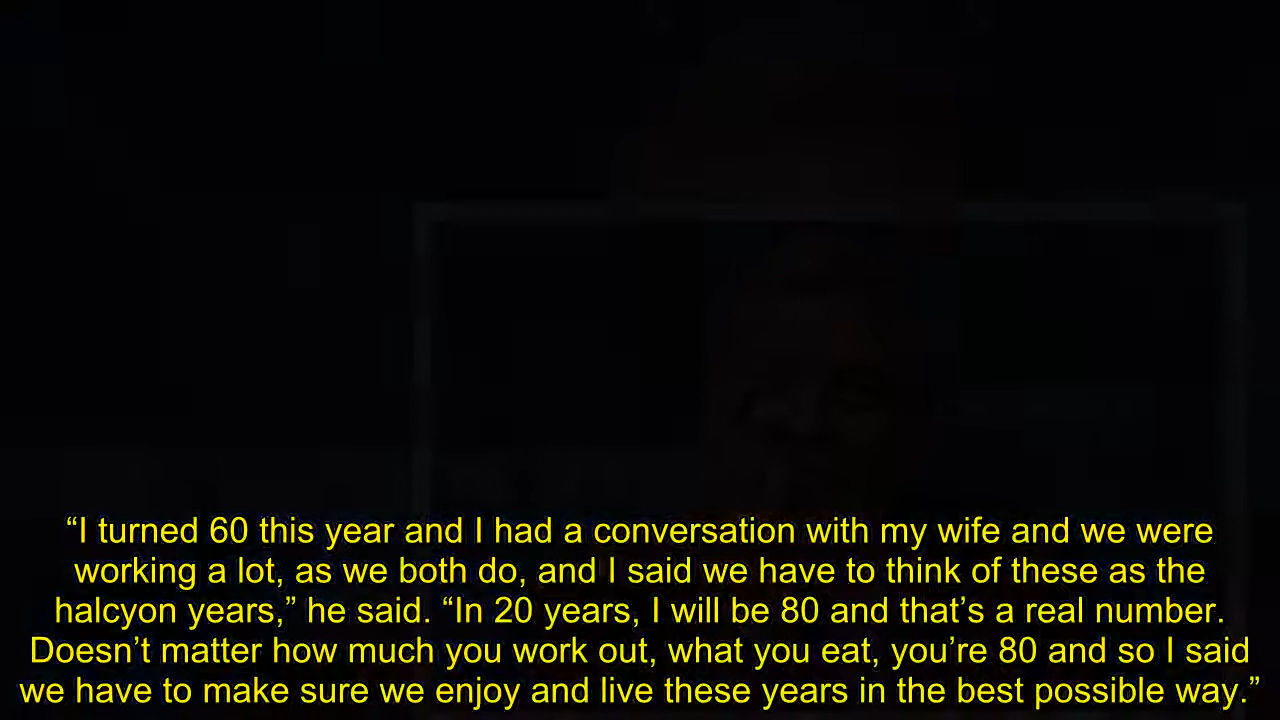 “I turned 60 this year and I had a conversation with my wife and we were
working a lot, as we both do, and I said we have to think of these as the
halcyon years,” he said. “In 20 years, I will be 80 and that’s a real number.
Doesn’t matter how much you work out, what you eat, you’re 80 and so I said
we have to make sure we enjoy and live these years in the best possible way.”